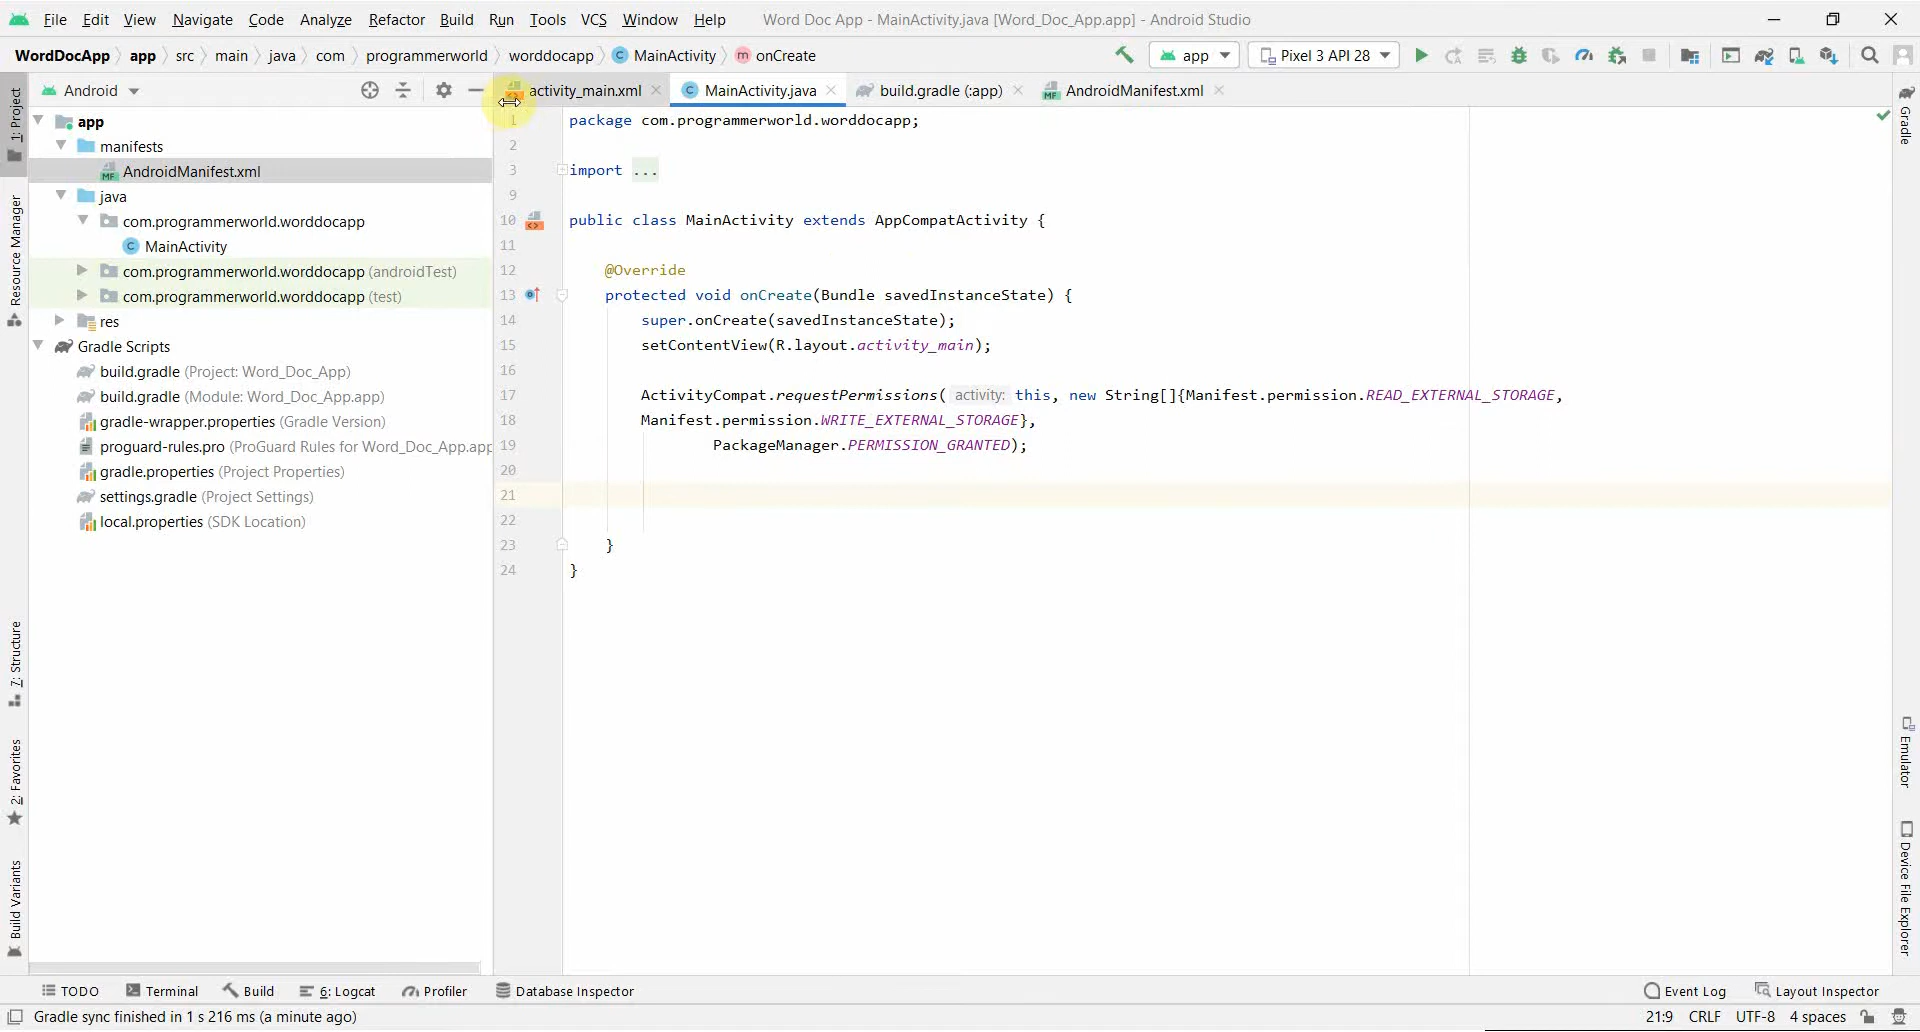 File Edit View Navigate Code Analyze Refactor Build Run Tools VCS Window Help Word Doc App - MainActivity.java [Word_Doc_App.app] - Android Studio
WordDocApp app src main java com programmerworld worddocapp C MainActivity m onCreate app Pixel 3 API 28
Android activity_main.xml C MainActivity.java build.gradle (:app) MF AndroidManifest.xml
1: Project
Resource Manager
7: Structure
2: Favorites
Build Variants
app
manifests
MF AndroidManifest.xml
java
com.programmerworld.worddocapp
C MainActivity
com.programmerworld.worddocapp (androidTest)
com.programmerworld.worddocapp (test)
res
Gradle Scripts
build.gradle (Project: Word_Doc_App)
build.gradle (Module: Word_Doc_App.app)
gradle-wrapper.properties (Gradle Version)
proguard-rules.pro (ProGuard Rules for Word_Doc_App.app
gradle.properties (Project Properties)
settings.gradle (Project Settings)
local.properties (SDK Location)
1 package com.programmerworld.worddocapp;
2
3 import ...
9
10 public class MainActivity extends AppCompatActivity {
11
12 @Override
13 protected void onCreate(Bundle savedInstanceState) {
14 super.onCreate(savedInstanceState);
15 setContentView(R.layout.activity_main);
16
17 ActivityCompat.requestPermissions( activity: this, new String[]{Manifest.permission.READ_EXTERNAL_STORAGE,
18 Manifest.permission.WRITE_EXTERNAL_STORAGE},
19 PackageManager.PERMISSION_GRANTED);
20
21
22
23 }
24 }
Gradle
Emulator
Device File Explorer
TODO Terminal Build 6: Logcat Profiler Database Inspector Event Log Layout Inspector
Gradle sync finished in 1 s 216 ms (a minute ago) 21:9 CRLF UTF-8 4 spaces